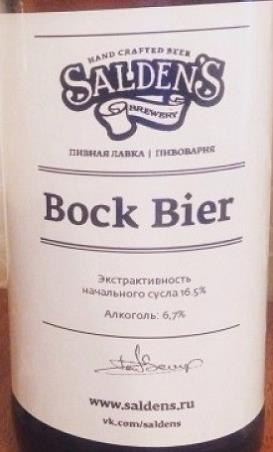 HAND CRAFTED BEER
SALDEN'S
BREWERY
ПИВНАЯ ЛАВКА | ПИВОВАРНЯ
Bock Bier
Экстрактивность
начального сусла 16.5%
Алкоголь: 6,7%
www.saldens.ru
vk.com/saldens